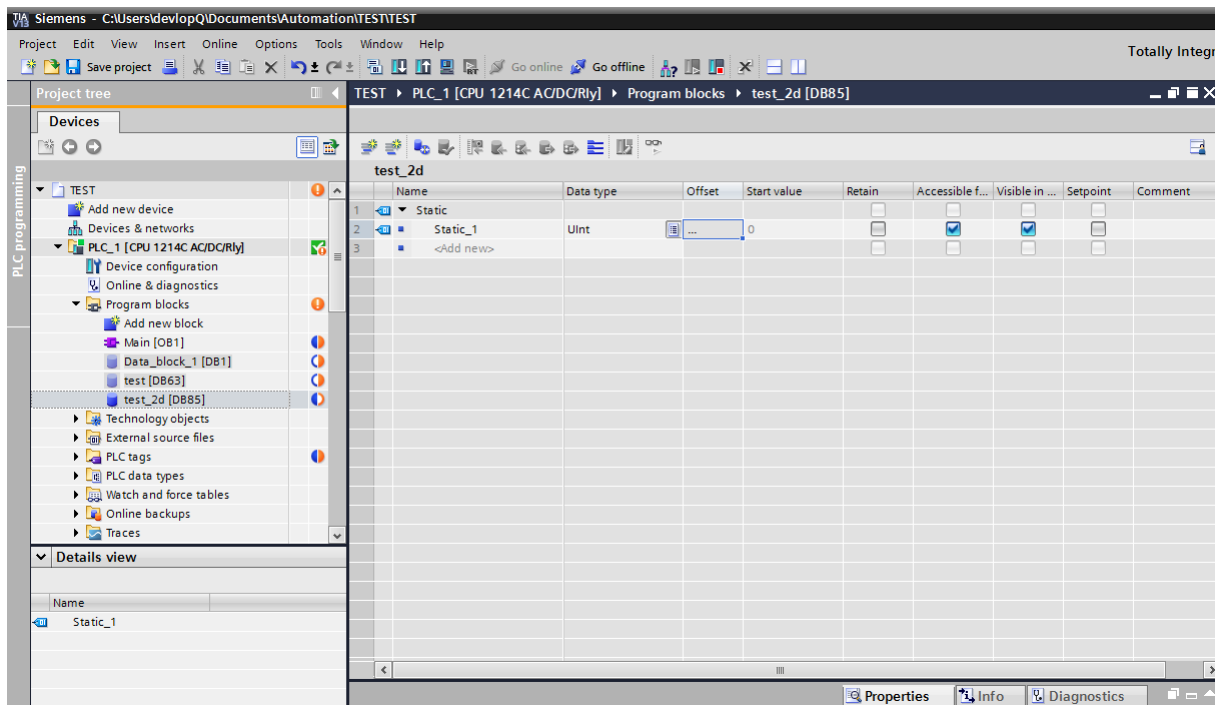 TIA V13 Siemens - C:\Users\devlopQ\Documents\Automation\TEST\TEST
Project Edit View Insert Online Options Tools Window Help
Totally Integr
Save project Go online Go offline
Project tree
TEST PLC_1 [CPU 1214C AC/DC/Rly] Program blocks test_2d [DB85]
Devices
PLC programming
test_2d
Name Data type Offset Start value Retain Accessible f... Visible in ... Setpoint Comment
1 Static
2 Static_1 UInt ... 0
3 <Add new>
TEST
Add new device
Devices & networks
PLC_1 [CPU 1214C AC/DC/Rly]
Device configuration
Online & diagnostics
Program blocks
Add new block
Main [OB1]
Data_block_1 [DB1]
test [DB63]
test_2d [DB85]
Technology objects
External source files
PLC tags
PLC data types
Watch and force tables
Online backups
Traces
Details view
Name
Static_1
Properties Info Diagnostics